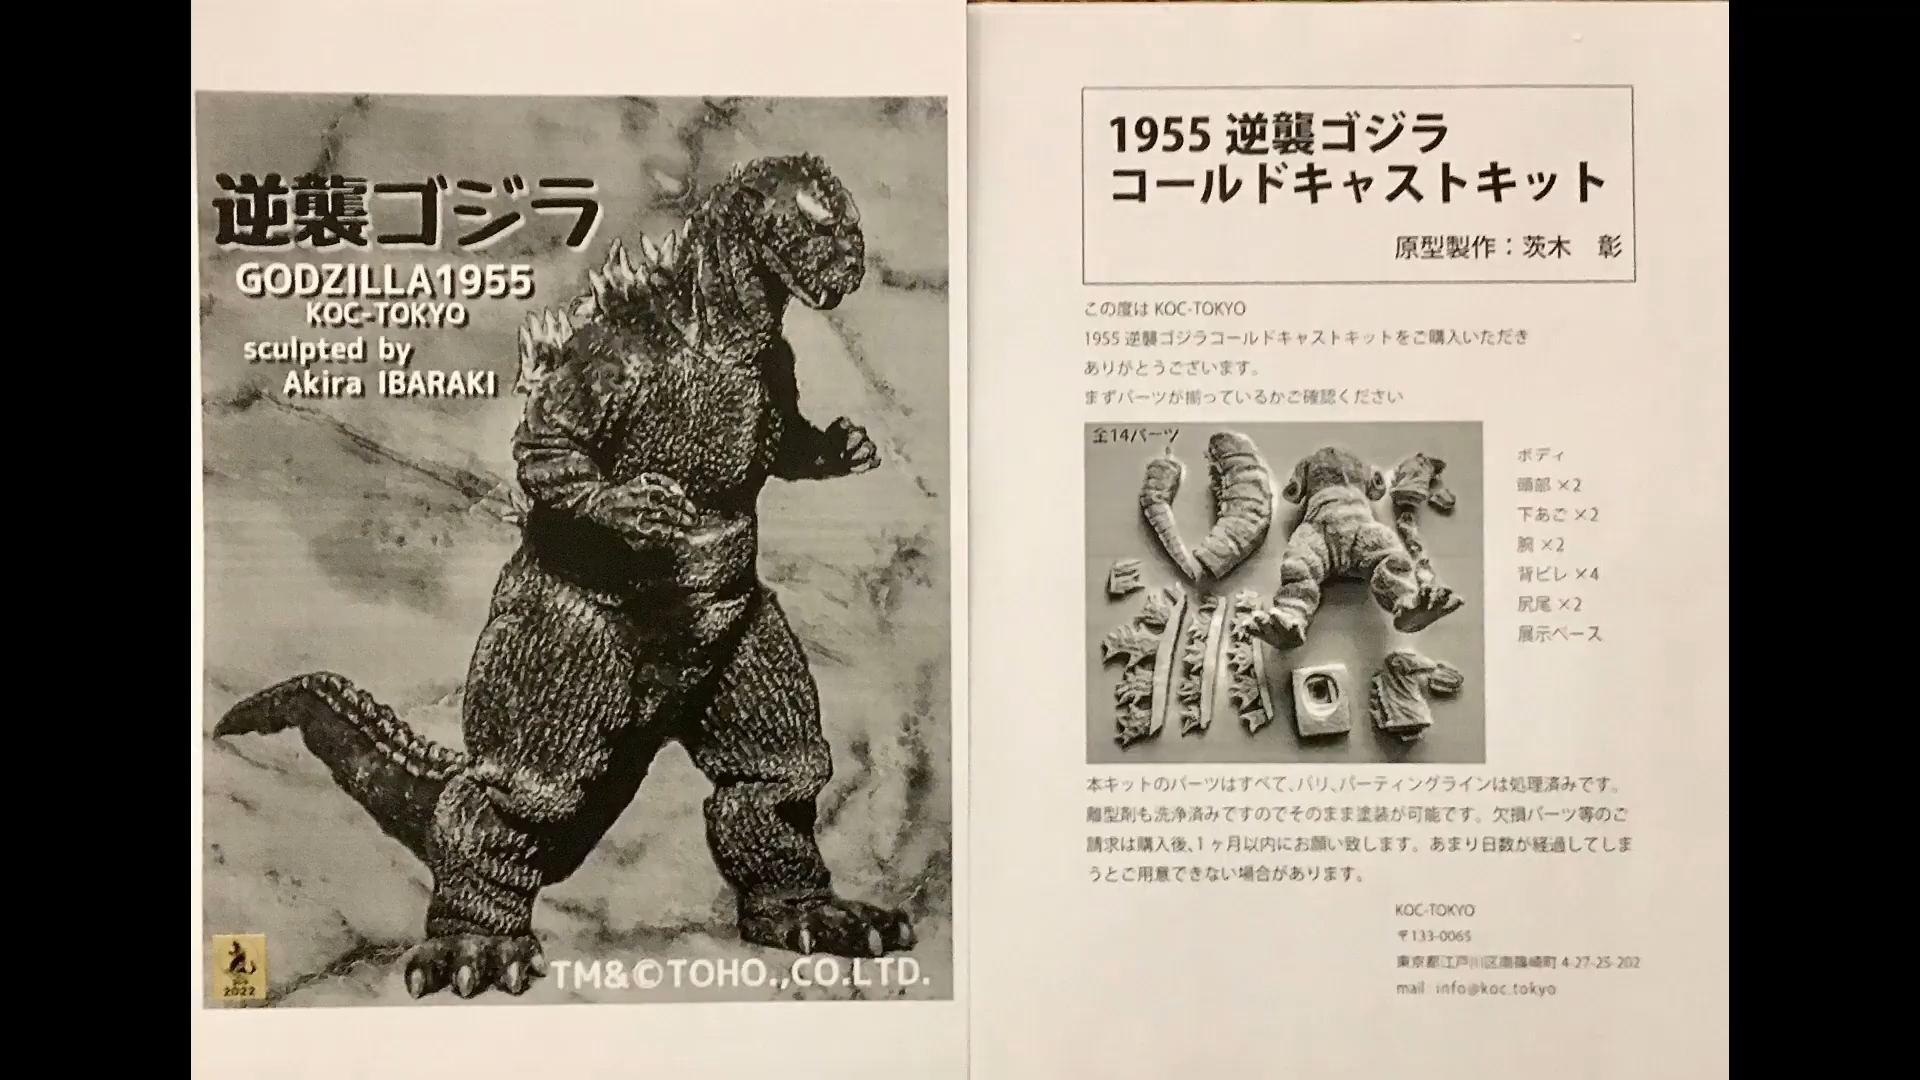 逆襲ゴジラ
GODZILLA1955
KOC-TOKYO
sculpted by
Akira IBARAKI
2022
TM&©TOHO.,CO.LTD.
1955 逆襲ゴジラ
コールドキャストキット
原型製作：茨木　彰
この度は KOC-TOKYO
1955 逆襲ゴジラコールドキャストキットをご購入いただき
ありがとうございます。
まずパーツが揃っているかご確認ください
全14パーツ
ボディ
頭部 ×2
下あご ×2
腕 ×2
背ビレ ×4
尻尾 ×2
展示ベース
本キットのパーツはすべて、バリ、パーティングラインは処理済みです。
離型剤も洗浄済みですのでそのまま塗装が可能です。欠損パーツ等のご
請求は購入後、1ヶ月以内にお願い致します。あまり日数が経過してしま
うとご用意できない場合があります。
KOC-TOKYO
〒133-0065
東京都江戸川区南篠崎町 4-27-25-202
mail info@koc.tokyo